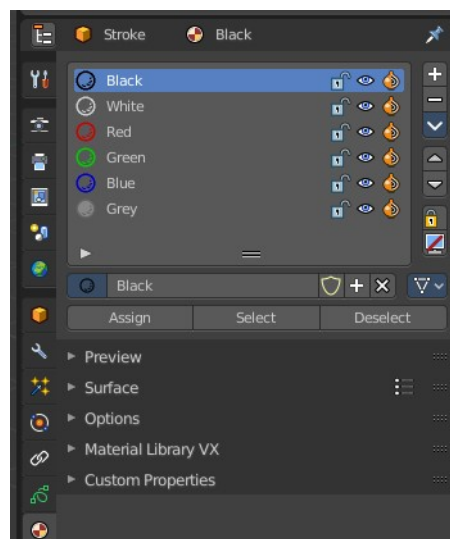 Stroke Black
Black
White
Red
Green
Blue
Grey
Black
Assign Select Deselect
Preview
Surface
Options
Material Library VX
Custom Properties